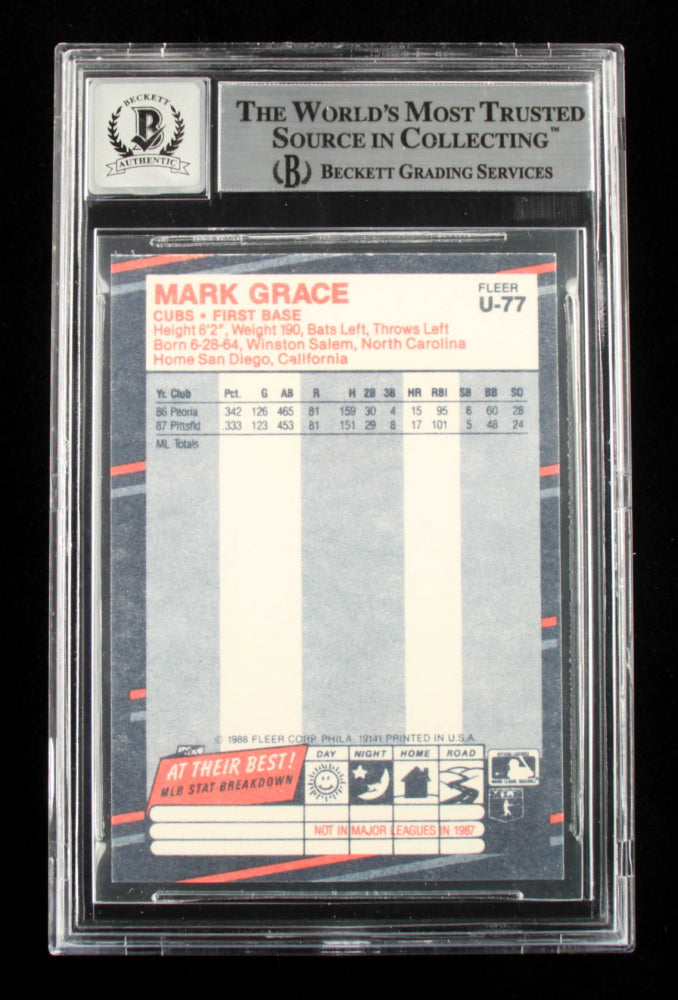 BECKETT
B
AUTHENTIC
THE WORLD'S MOST TRUSTED
SOURCE IN COLLECTING™
(B) BECKETT GRADING SERVICES
MARK GRACE
FLEER
U-77
CUBS • FIRST BASE
Height 6'2", Weight 190, Bats Left, Throws Left
Born 6-28-64, Winston Salem, North Carolina
Home San Diego, California
Yr. Club Pct. G AB R H 2B 3B HR RBI SB BB SO
86 Peoria .342 126 465 81 159 30 4 15 95 6 60 28
87 Pittsfld .333 123 453 81 151 29 8 17 101 5 48 24
ML Totals
© 1988 FLEER CORP. PHILA. 19141 PRINTED IN U.S.A.
AT THEIR BEST!
MLB STAT BREAKDOWN
DAY NIGHT HOME ROAD
NOT IN MAJOR LEAGUES IN 1987